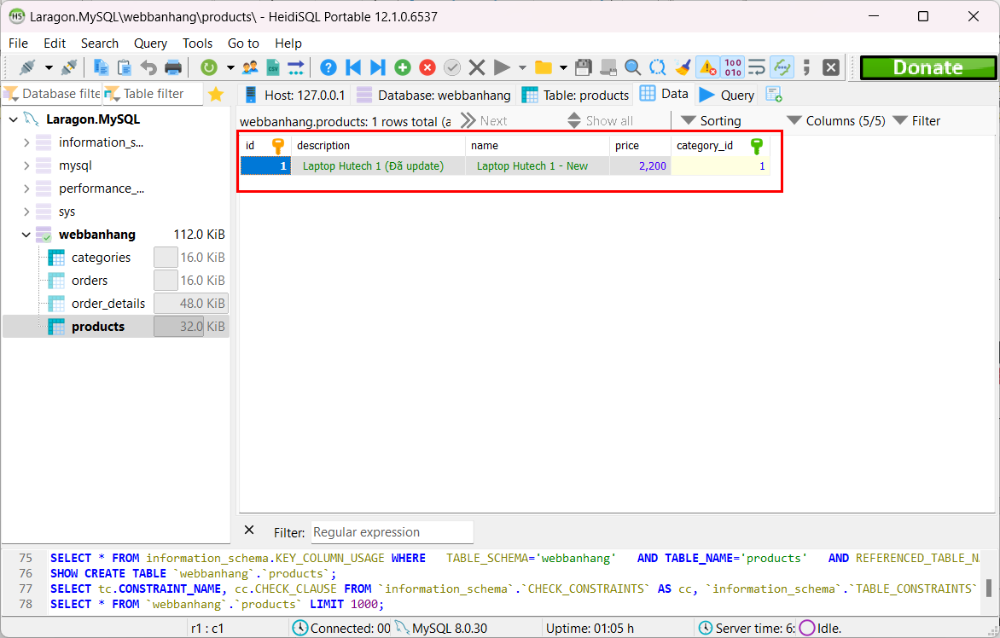 HS Laragon.MySQL\webbanhang\products\ - HeidiSQL Portable 12.1.0.6537
File Edit Search Query Tools Go to Help
Donate
Database filte Table filter Host: 127.0.0.1 Database: webbanhang Table: products Data Query
Laragon.MySQL
information_s...
mysql
performance_...
sys
webbanhang 112.0 KiB
categories 16.0 KiB
orders 16.0 KiB
order_details 48.0 KiB
products 32.0 KiB
webbanhang.products: 1 rows total (a Next Show all Sorting Columns (5/5) Filter
id description name price category_id
1 Laptop Hutech 1 (Đã update) Laptop Hutech 1 - New 2,200 1
Filter: Regular expression
75 SELECT * FROM information_schema.KEY_COLUMN_USAGE WHERE TABLE_SCHEMA='webbanhang' AND TABLE_NAME='products' AND REFERENCED_TABLE_N
76 SHOW CREATE TABLE `webbanhang`.`products`;
77 SELECT tc.CONSTRAINT_NAME, cc.CHECK_CLAUSE FROM `information_schema`.`CHECK_CONSTRAINTS` AS cc, `information_schema`.`TABLE_CONSTRAINTS`
78 SELECT * FROM `webbanhang`.`products` LIMIT 1000;
r1 : c1 Connected: 00 MySQL 8.0.30 Uptime: 01:05 h Server time: 6: Idle.